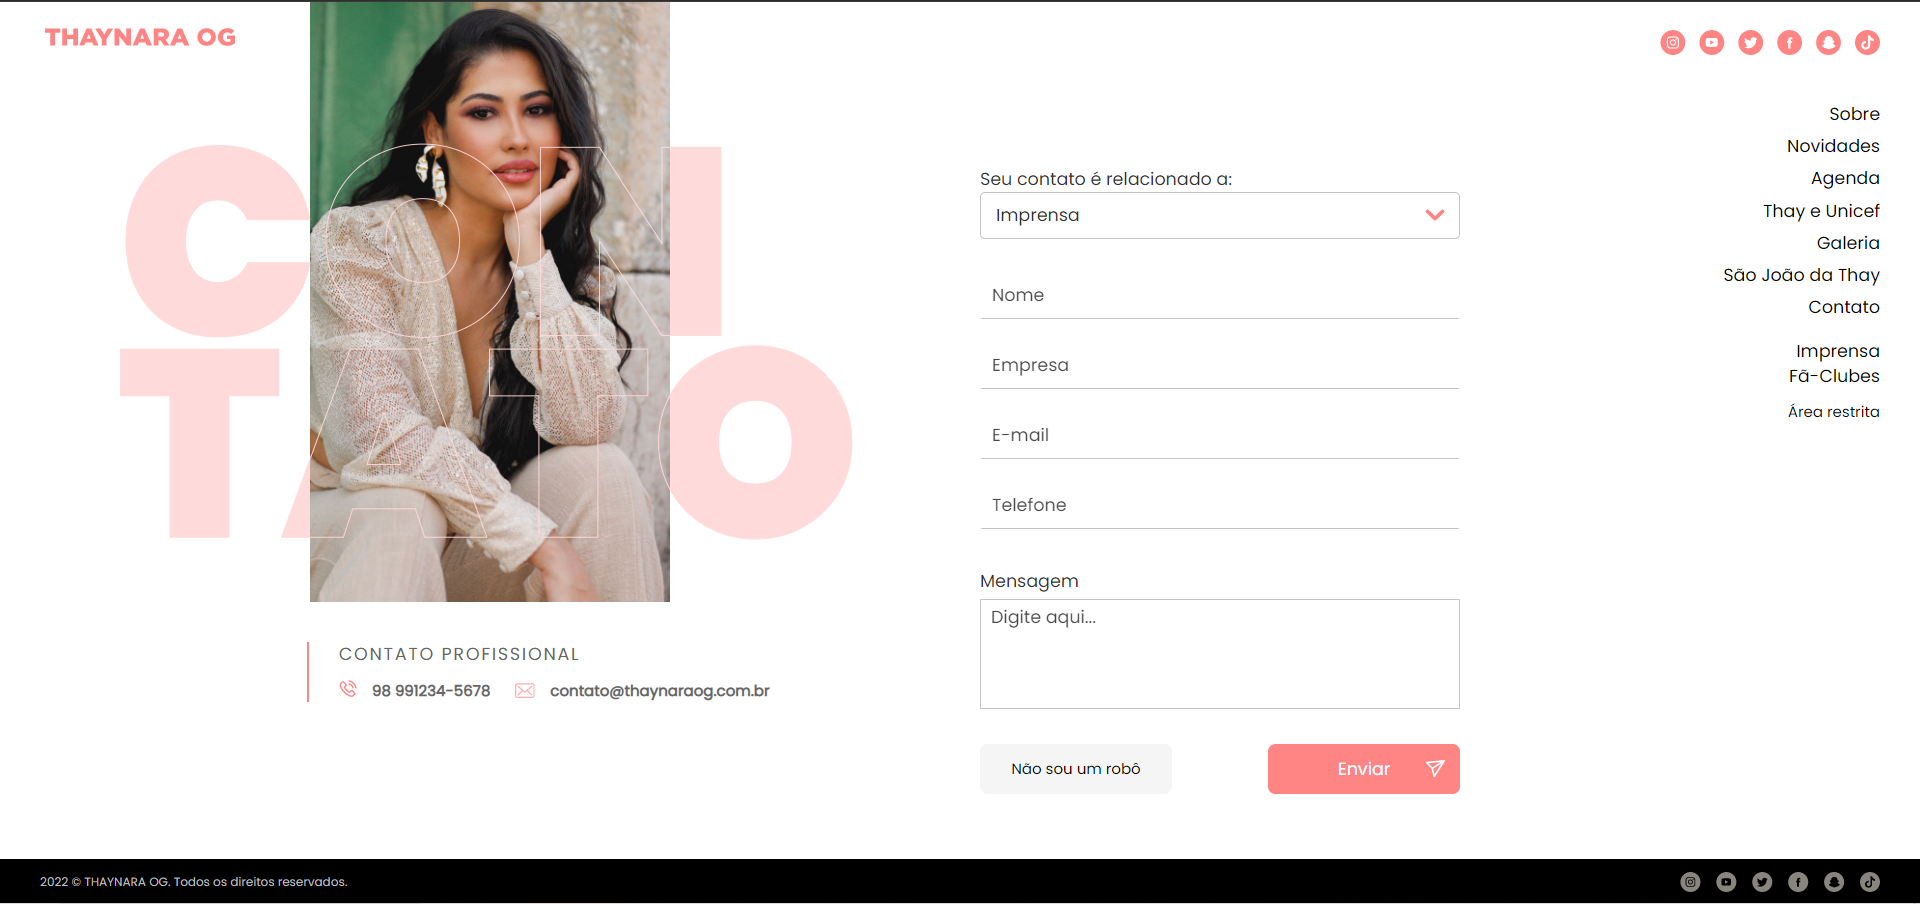 THAYNARA OG
CON
TATO
CONTATO PROFISSIONAL
98 991234-5678
contato@thaynaraog.com.br
Seu contato é relacionado a:
Imprensa
Nome
Empresa
E-mail
Telefone
Mensagem
Digite aqui...
Não sou um robô
Enviar
Sobre
Novidades
Agenda
Thay e Unicef
Galeria
São João da Thay
Contato
Imprensa
Fã-Clubes
Área restrita
2022 © THAYNARA OG. Todos os direitos reservados.